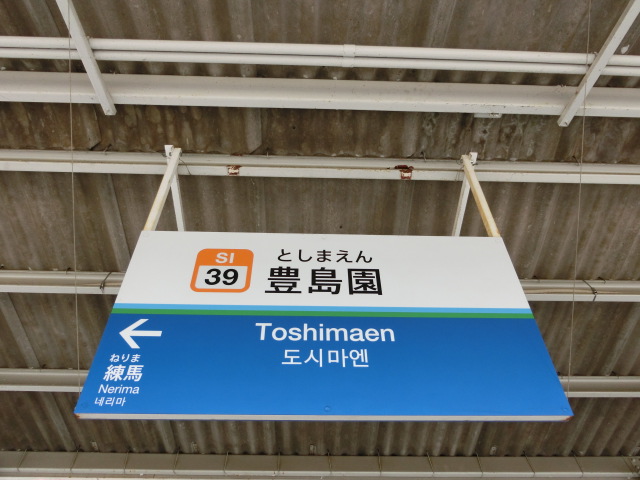 SI
39
としまえん
豊島園
Toshimaen
도시마엔
ねりま
練馬
Nerima
네리마